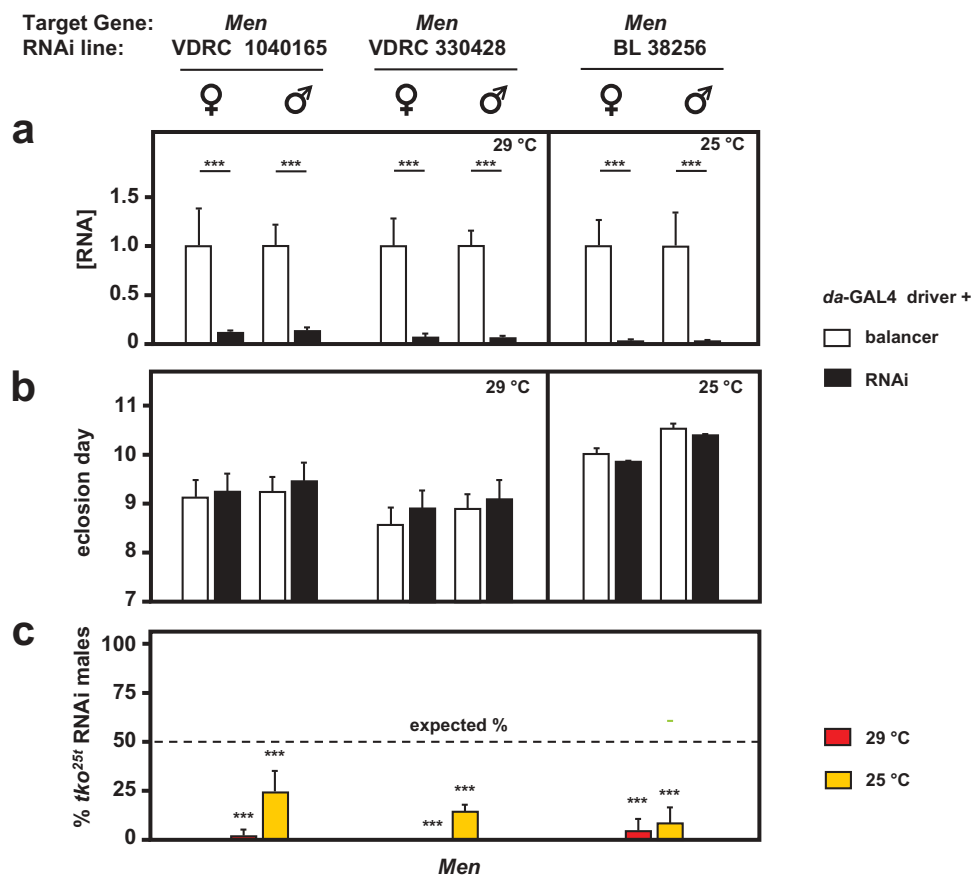 Target Gene: Men Men Men
RNAi line: VDRC 1040165 VDRC 330428 BL 38256
♀ ♂ ♀ ♂ ♀ ♂
a
29 °C 25 °C
*** *** *** *** *** ***
[RNA]
1.5
1.0
0.5
0
da-GAL4 driver +
balancer
RNAi
b
29 °C 25 °C
eclosion day
11
10
9
8
7
c
% tko25t RNAi males
100
75
50
25
0
expected %
*** *** *** *** *** ***
29 °C
25 °C
Men